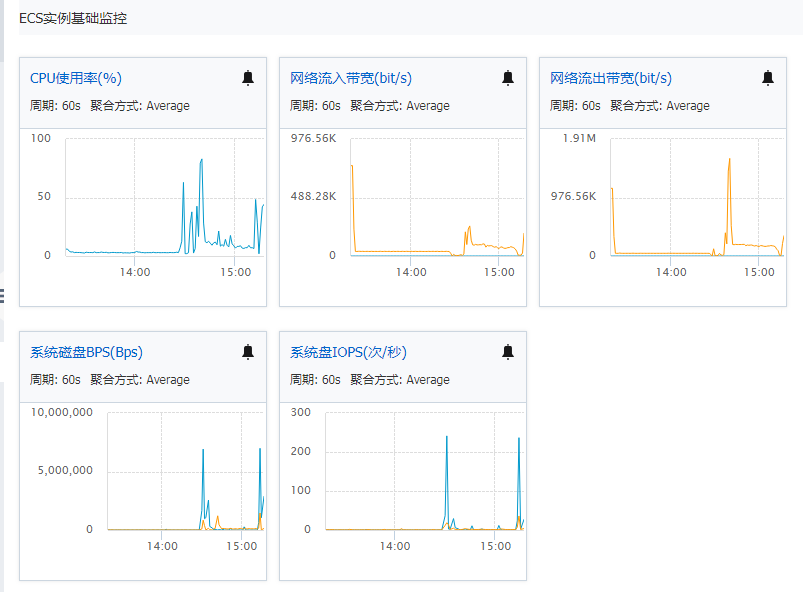 ECS实例基础监控
CPU使用率(%)
周期: 60s 聚合方式: Average
100
50
0
14:00 15:00
网络流入带宽(bit/s)
周期: 60s 聚合方式: Average
976.56K
488.28K
0
14:00 15:00
网络流出带宽(bit/s)
周期: 60s 聚合方式: Average
1.91M
976.56K
0
14:00 15:00
系统磁盘BPS(Bps)
周期: 60s 聚合方式: Average
10,000,000
5,000,000
0
14:00 15:00
系统盘IOPS(次/秒)
周期: 60s 聚合方式: Average
300
200
100
0
14:00 15:00